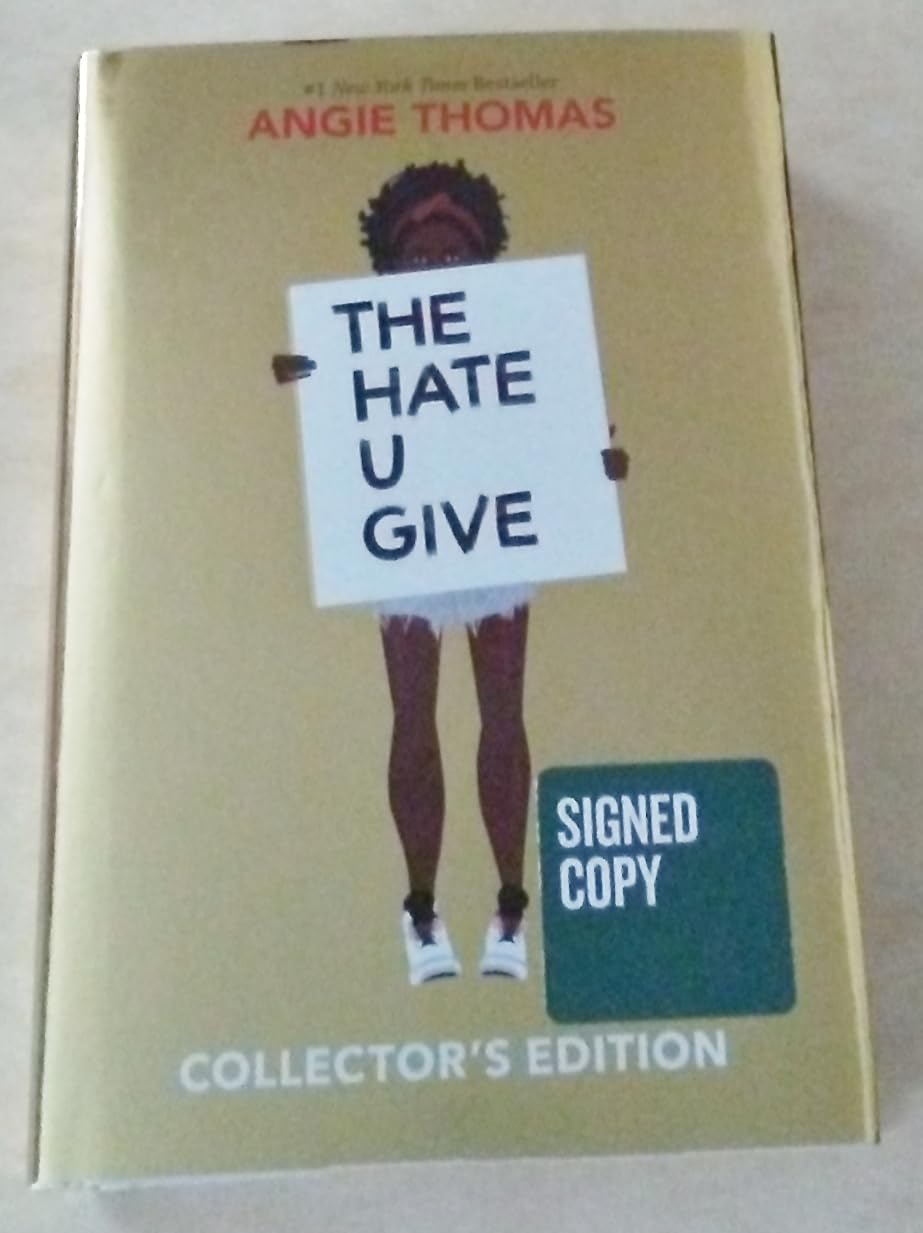 #1 New York Times Bestseller
ANGIE THOMAS
THE
HATE
U
GIVE
SIGNED
COPY
COLLECTOR'S EDITION